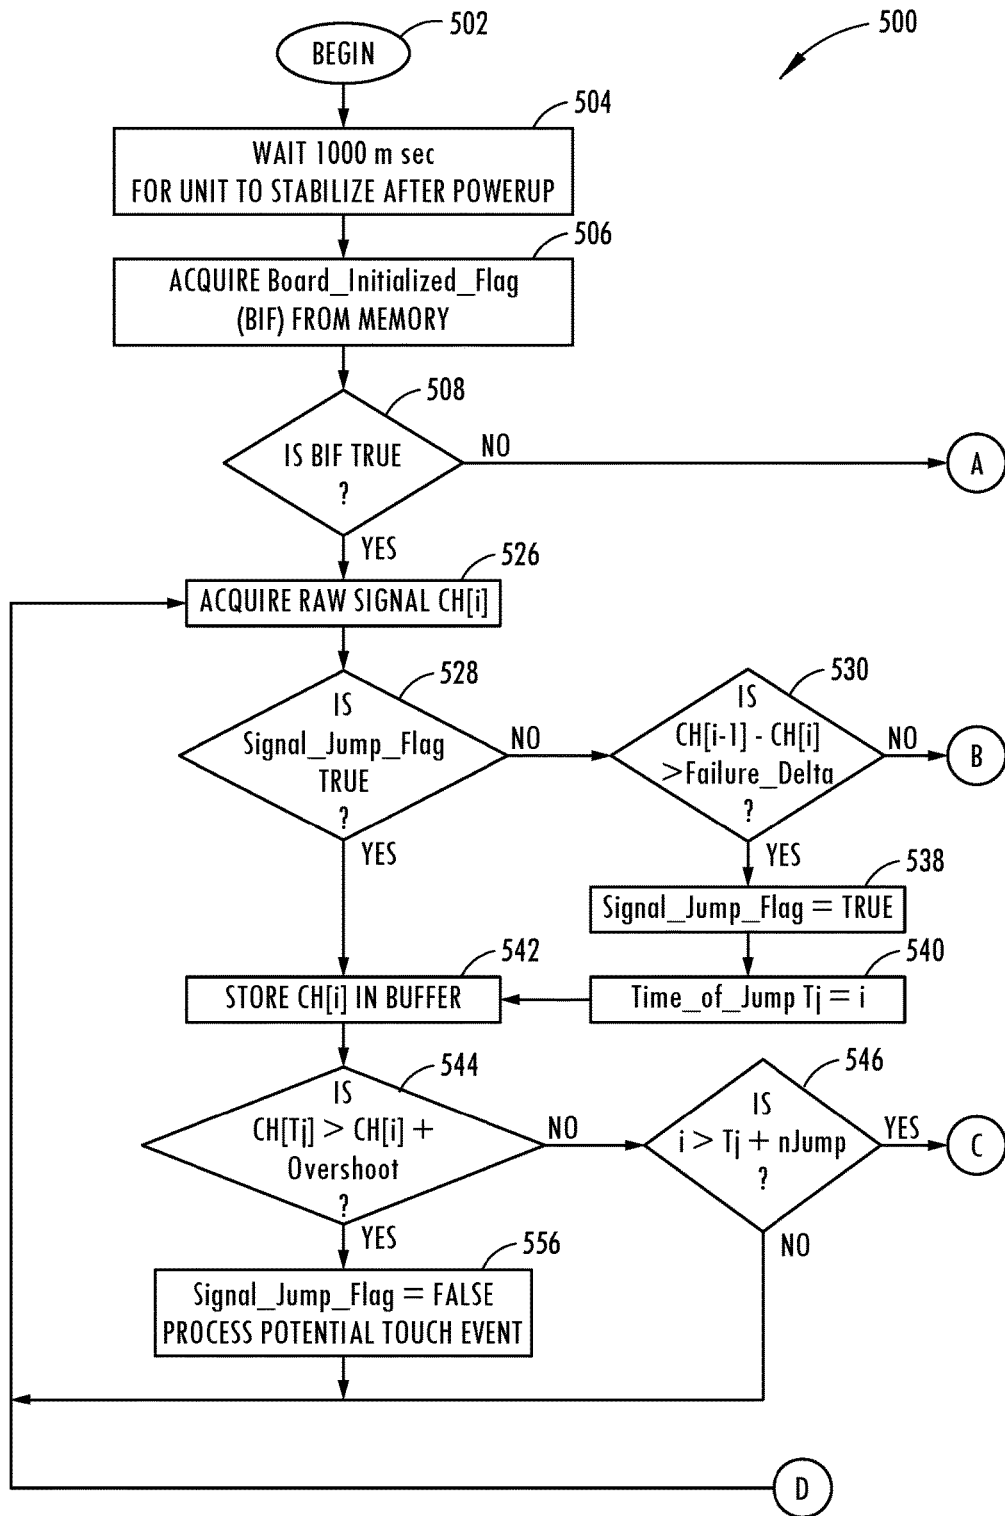 502
500
BEGIN
504
WAIT 1000 m sec
FOR UNIT TO STABILIZE AFTER POWERUP
506
ACQUIRE Board_Initialized_Flag
(BIF) FROM MEMORY
508
IS BIF TRUE
?
NO
A
YES
526
ACQUIRE RAW SIGNAL CH[i]
528
IS
Signal_Jump_Flag
TRUE
?
NO
YES
530
IS
CH[i-1] - CH[i]
>Failure_Delta
?
NO
B
YES
538
Signal_Jump_Flag = TRUE
540
Time_of_Jump Tj = i
542
STORE CH[i] IN BUFFER
544
IS
CH[Tj] > CH[i] +
Overshoot
?
NO
YES
546
IS
i > Tj + nJump
?
YES
C
NO
556
Signal_Jump_Flag = FALSE
PROCESS POTENTIAL TOUCH EVENT
D